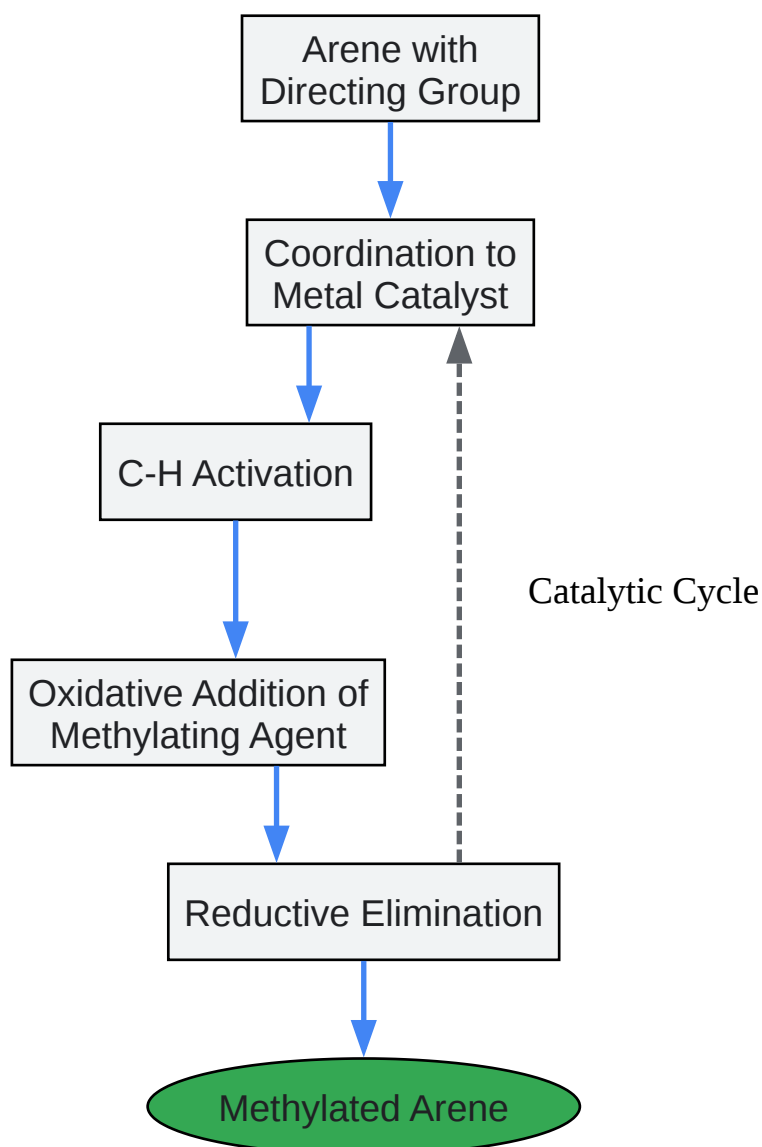 Arene with
Directing Group
Coordination to
Metal Catalyst
C-H Activation
Catalytic Cycle
Oxidative Addition of
Methylating Agent
Reductive Elimination
Methylated Arene